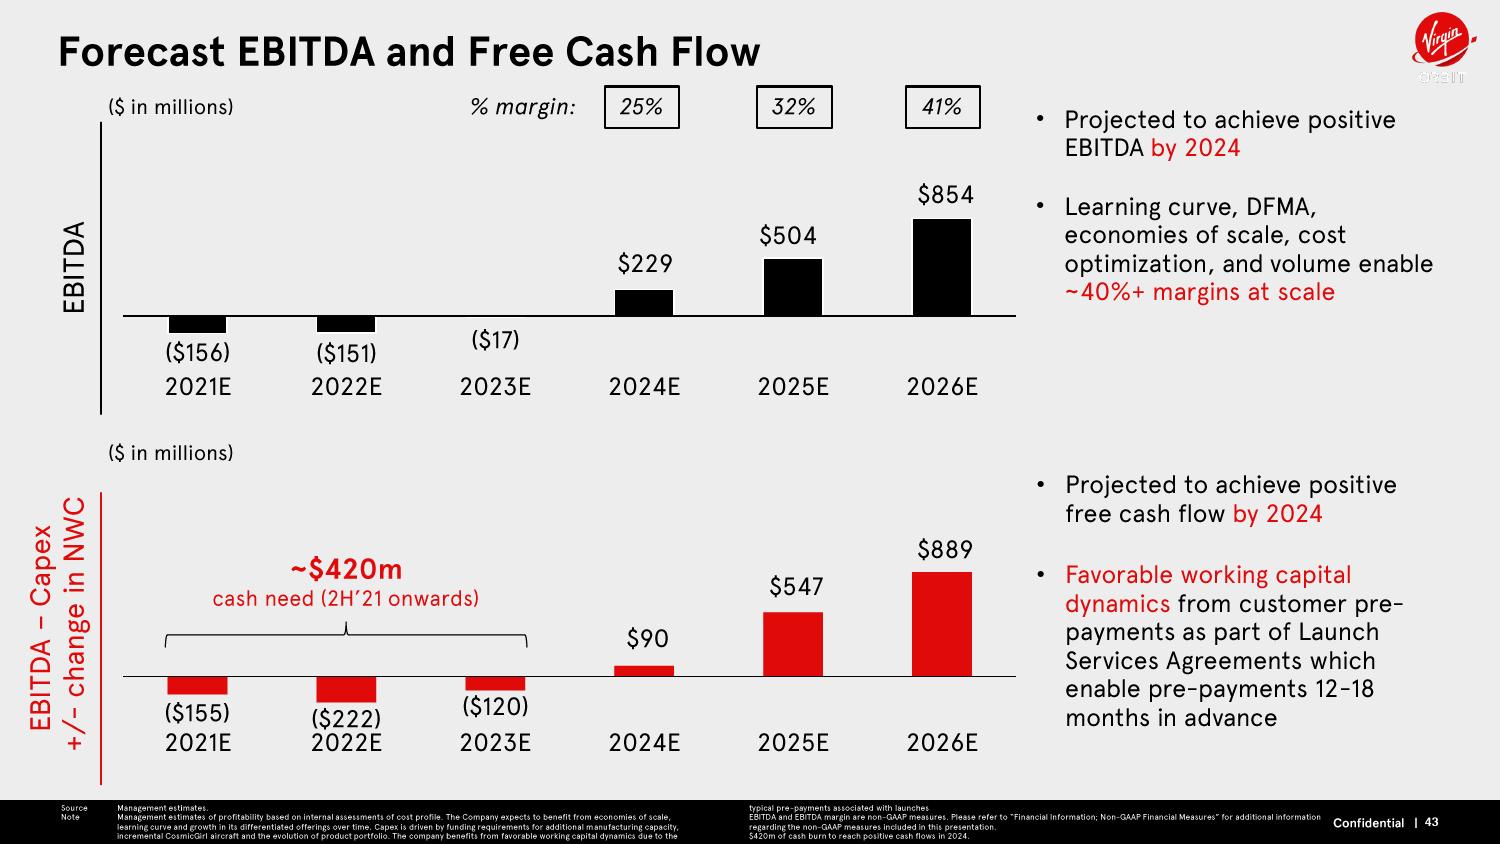 Forecast EBITDA and Free Cash Flow
Virgin
ORBIT
($ in millions)
% margin:
25%
32%
41%
EBITDA
$854
$504
$229
($156)
($151)
($17)
2021E
2022E
2023E
2024E
2025E
2026E
• Projected to achieve positive
EBITDA by 2024
• Learning curve, DFMA,
economies of scale, cost
optimization, and volume enable
~40%+ margins at scale
($ in millions)
EBITDA – Capex
+/- change in NWC
~$420m
cash need (2H'21 onwards)
$889
$547
$90
($155)
($222)
($120)
2021E
2022E
2023E
2024E
2025E
2026E
• Projected to achieve positive
free cash flow by 2024
• Favorable working capital
dynamics from customer pre-
payments as part of Launch
Services Agreements which
enable pre-payments 12-18
months in advance
Source
Management estimates.
Note
Management estimates of profitability based on internal assessments of cost profile. The Company expects to benefit from economies of scale,
learning curve and growth in its differentiated offerings over time. Capex is driven by funding requirements for additional manufacturing capacity,
incremental CosmicGirl aircraft and the evolution of product portfolio. The company benefits from favorable working capital dynamics due to the
typical pre-payments associated with launches
EBITDA and EBITDA margin are non-GAAP measures. Please refer to "Financial Information; Non-GAAP Financial Measures" for additional information
regarding the non-GAAP measures included in this presentation.
$420m of cash burn to reach positive cash flows in 2024.
Confidential | 43